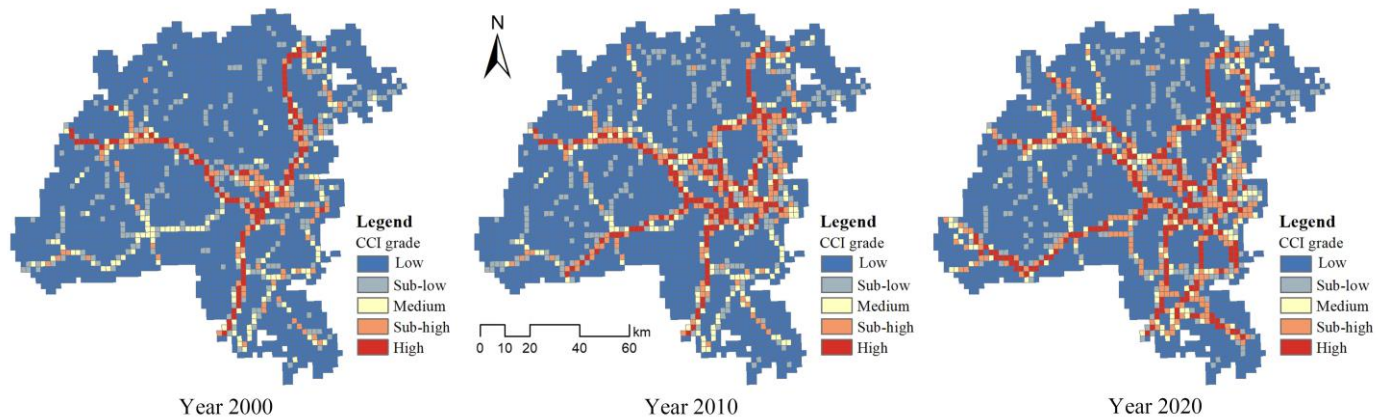 N
Legend
CCI grade
Low
Sub-low
Medium
Sub-high
High
Year 2000
Legend
CCI grade
Low
Sub-low
Medium
Sub-high
High
km
0 10 20 40 60
Year 2010
Legend
CCI grade
Low
Sub-low
Medium
Sub-high
High
Year 2020